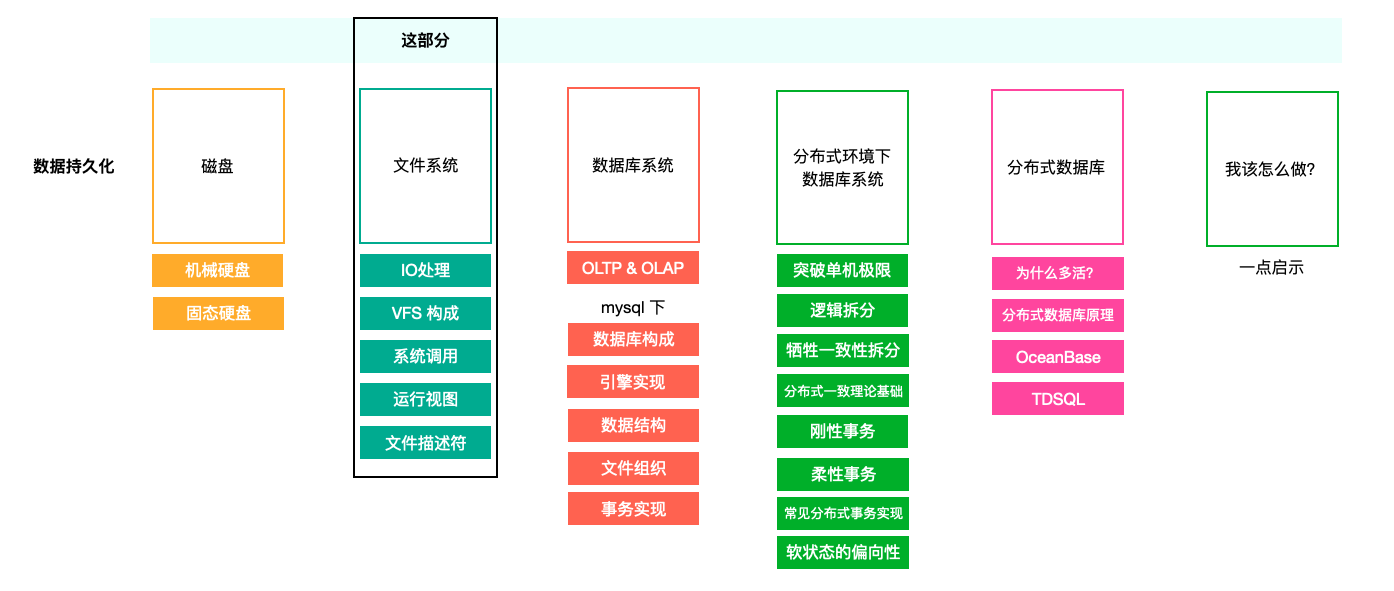 这部分
数据持久化
磁盘
机械硬盘
固态硬盘
文件系统
IO处理
VFS 构成
系统调用
运行视图
文件描述符
数据库系统
OLTP & OLAP
mysql 下
数据库构成
引擎实现
数据结构
文件组织
事务实现
分布式环境下
数据库系统
突破单机极限
逻辑拆分
牺牲一致性拆分
分布式一致理论基础
刚性事务
柔性事务
常见分布式事务实现
软状态的偏向性
分布式数据库
为什么多活?
分布式数据库原理
OceanBase
TDSQL
我该怎么做?
一点启示